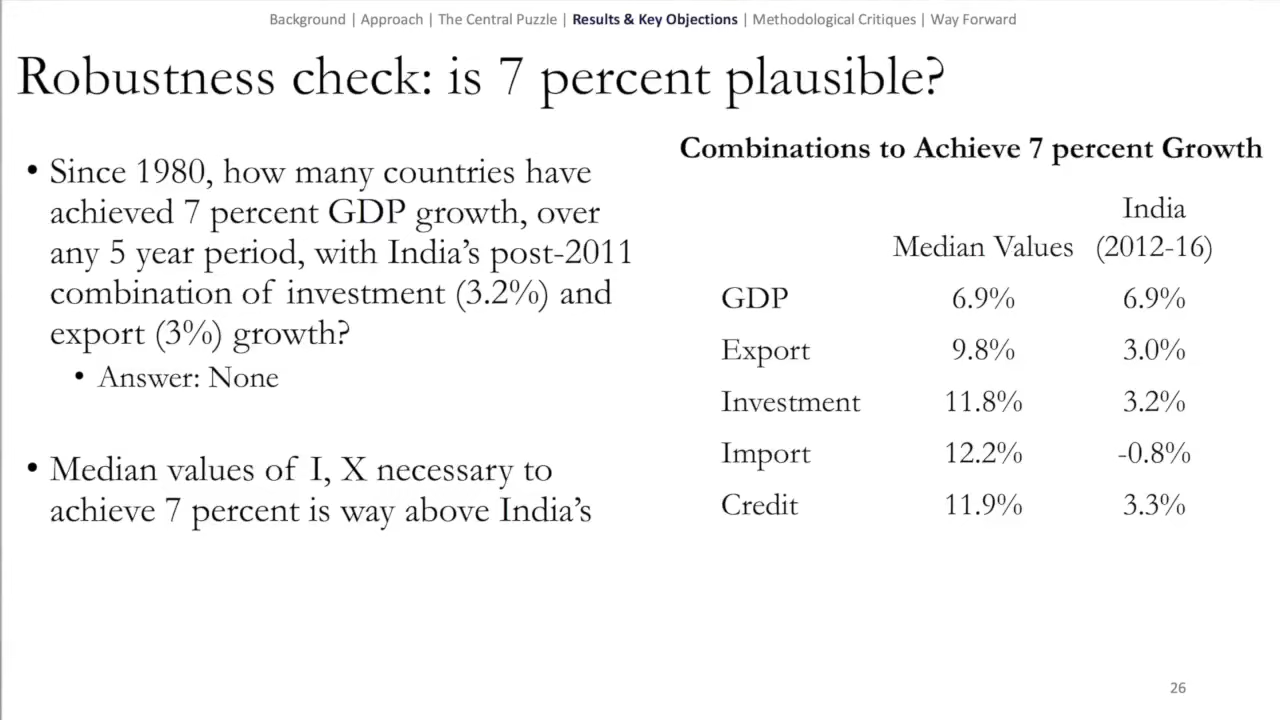 Background | Approach | The Central Puzzle | Results & Key Objections | Methodological Critiques | Way Forward
Robustness check: is 7 percent plausible?
• Since 1980, how many countries have
achieved 7 percent GDP growth, over
any 5 year period, with India’s post-2011
combination of investment (3.2%) and
export (3%) growth?
• Answer: None
• Median values of I, X necessary to
achieve 7 percent is way above India’s
Combinations to Achieve 7 percent Growth
India
Median Values (2012-16)
GDP 6.9% 6.9%
Export 9.8% 3.0%
Investment 11.8% 3.2%
Import 12.2% -0.8%
Credit 11.9% 3.3%
26